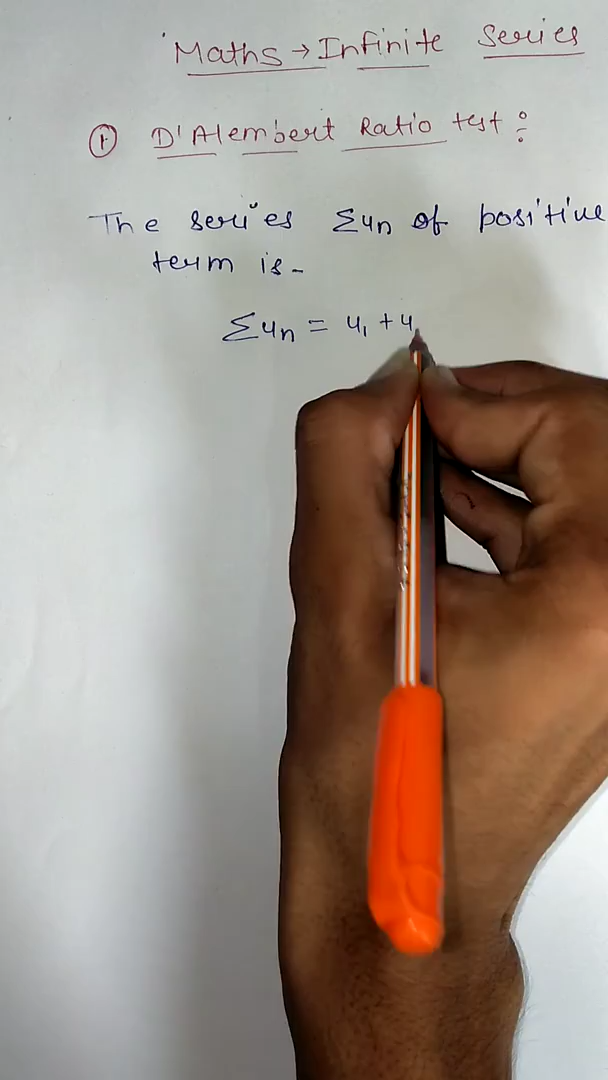 Maths → Infinite Series
① D'Alembert Ratio test :
The series Σun of positive
term is -
Σun = u1 + u